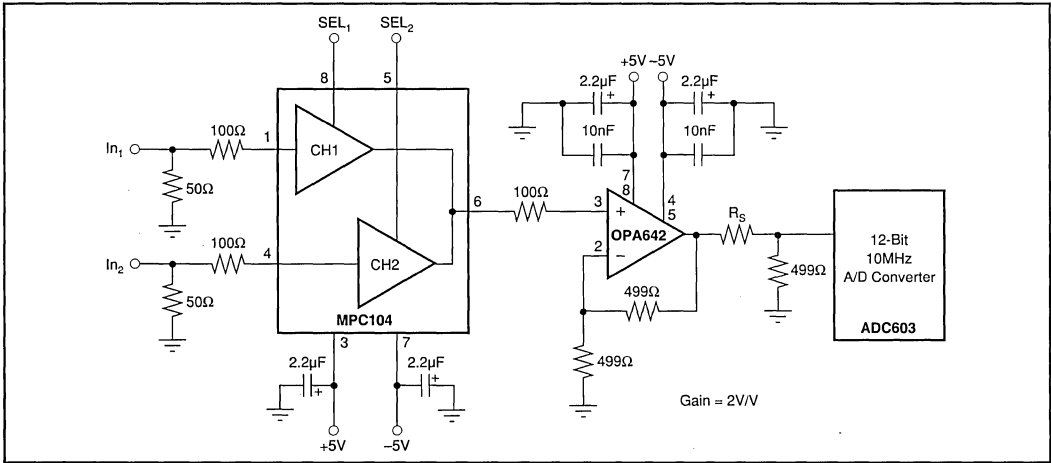 SEL1 SEL2
+5V –5V
8 5
2.2µF + 2.2µF +
100Ω 1 CH1
In1
10nF 10nF
50Ω
7
8
4
5
100Ω
6 3 +
OPA642
2 –
RS
12-Bit
10MHz
A/D Converter
ADC603
499Ω
100Ω
In2 4 CH2
499Ω
50Ω
MPC104
3 7
499Ω
2.2µF + 2.2µF +
Gain = 2V/V
+5V –5V